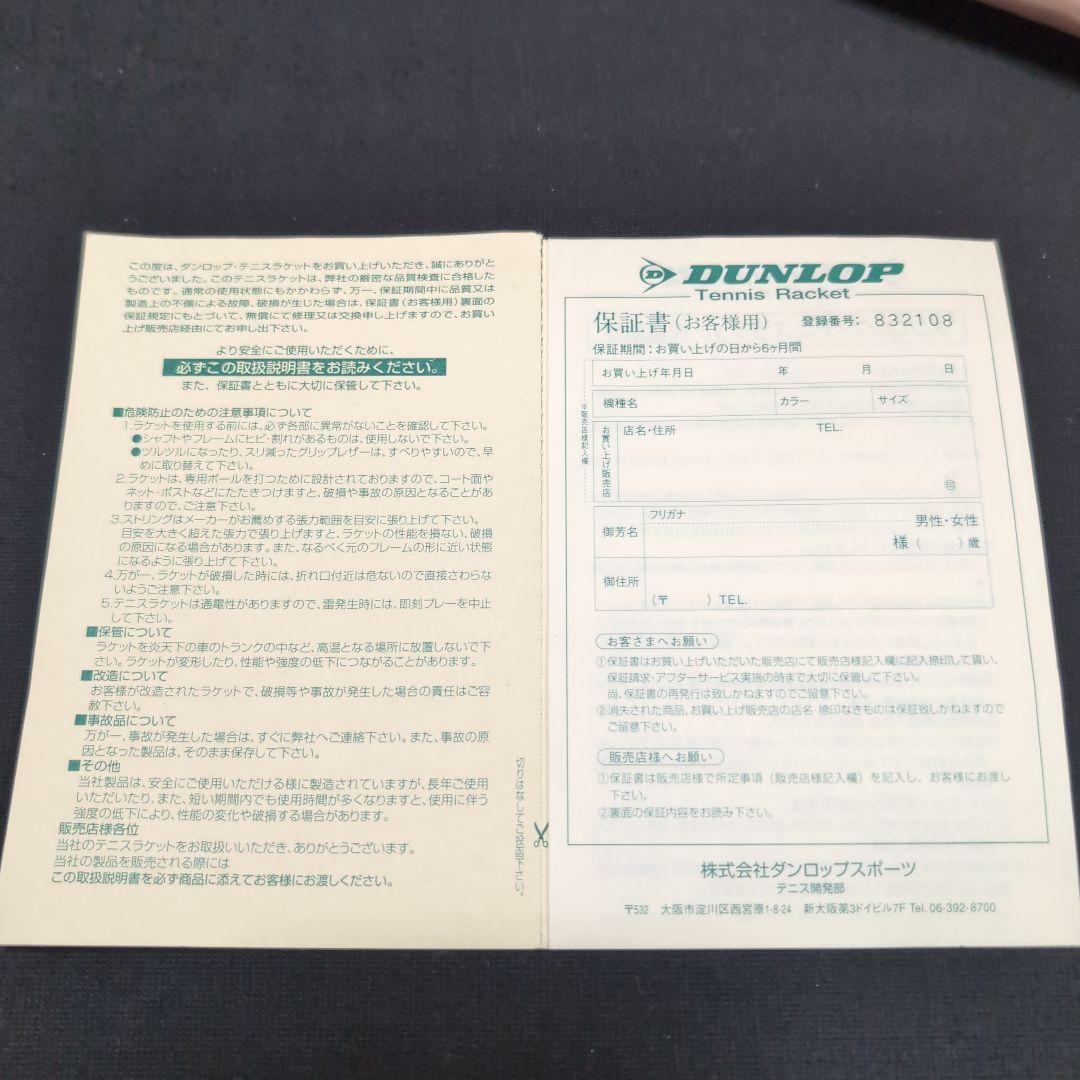 この度は、ダンロップ・テニスラケットをお買い上げいただき、誠にありがと
うございました。このテニスラケットは、弊社の厳密な品質検査に合格した
ものです。通常の使用状態にもかかわらず、万一、保証期間中に品質又は
製造上の不備による故障、破損が生じた場合は、保証書(お客様用)裏面の
保証規定にもとづいて、無償にて修理又は交換申し上げますので、お買い
上げ販売店経由にてお申し出下さい。
より安全にご使用いただくために、
必ずこの取扱説明書をお読みください。
また、保証書とともに大切に保管して下さい。
■危険防止のための注意事項について
1.ラケットを使用する前には、必ず各部に異常がないことを確認して下さい。
●シャフトやフレームにヒビ・割れがあるものは、使用しないで下さい。
●ツルツルになったり、スリ減ったグリップレザーは、すべりやすいので、早
めに取り替えて下さい。
2.ラケットは、専用ボールを打つために設計されておりますので、コート面や
ネット・ポストなどにたたきつけますと、破損や事故の原因となることがあ
りますので、ご注意下さい。
3.ストリングはメーカーがお薦めする張力範囲を目安に張り上げて下さい。
目安を大きく超えた張力で張り上げますと、ラケットの性能を損ない、破損
の原因になる場合があります。また、なるべく元のフレームの形に近い状態
になるように張り上げて下さい。
4.万が一、ラケットが破損した時には、折れ口付近は危ないので直接さわらな
いようご注意下さい。
5.テニスラケットは通電性がありますので、雷発生時には、即刻プレーを中止
して下さい。
■保管について
ラケットを炎天下の車のトランクの中など、高温となる場所に放置しないで下
さい。ラケットが変形したり、性能や強度の低下につながることがあります。
■改造について
お客様が改造されたラケットで、破損等や事故が発生した場合の責任はご容
赦下さい。
■事故品について
万が一、事故が発生した場合は、すぐに弊社へご連絡下さい。また、事故の原
因となった製品は、そのまま保存して下さい。
■その他
当社製品は、安全にご使用いただける様に製造されていますが、長年ご使用
いただいたり、また、短い期間内でも使用時間が多くなりますと、使用に伴う
強度の低下により、性能の変化や破損する場合があります。
販売店様各位
当社のテニスラケットをお取扱いいただき、ありがとうございます。
当社の製品を販売される際には
この取扱説明書を必ず商品に添えてお客様にお渡しください。
切りはなしてご投函下さい。
D DUNLOP
Tennis Racket
保証書(お客様用) 登録番号: 832108
保証期間:お買い上げの日から6ヶ月間
お買い上げ年月日 年 月 日
機種名 カラー サイズ
※販売店様記入欄
お買い上げ販売店
店名・住所 TEL.
印
御芳名
フリガナ
男性・女性
様( )歳
御住所
(〒 )TEL.
お客さまへお願い
①保証書はお買い上げいただいた販売店にて販売店様記入欄に記入捺印して貰い、
保証請求・アフターサービス実施の時まで大切に保管して下さい。
尚、保証書の再発行は致しかねますのでご留意下さい。
②消失された商品、お買い上げ販売店の店名・捺印なきものは保証致しかねますので
ご留意下さい。
販売店様へお願い
①保証書は販売店様で所定事項(販売店様記入欄)を記入し、お客様にお渡し
下さい。
②裏面の保証内容をお読み下さい。
株式会社ダンロップスポーツ
テニス開発部
〒532 大阪市淀川区西宮原1-8-24 新大阪第3ドイビル7F Tel. 06-392-8700